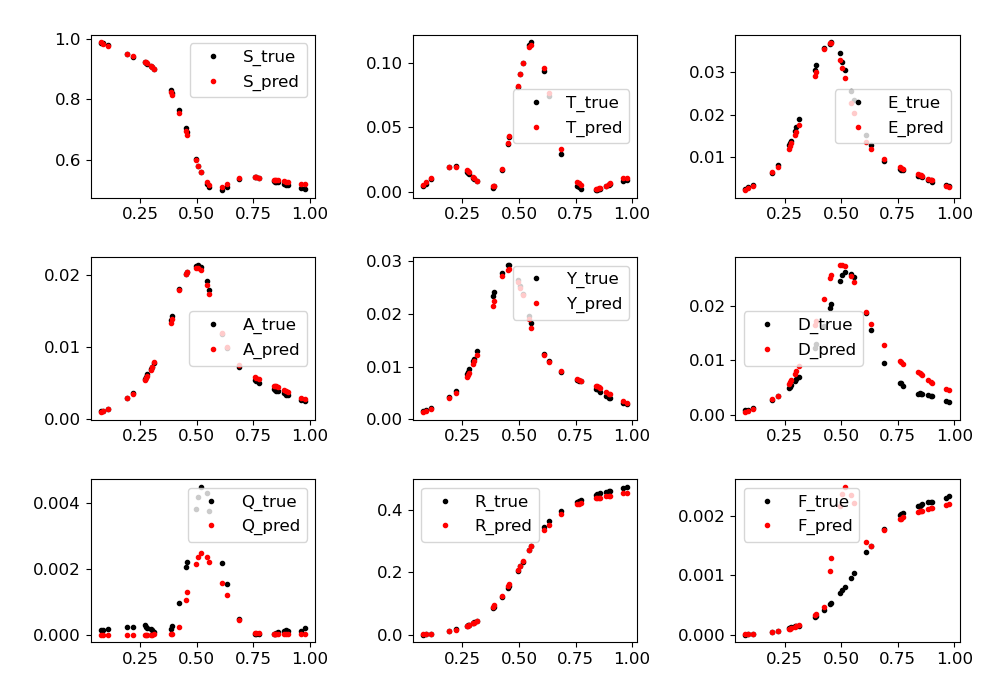 1.0
0.8
0.6
S_true
S_pred
0.25 0.50 0.75 1.00
0.10
0.05
0.00
T_true
T_pred
0.25 0.50 0.75 1.00
0.03
0.02
0.01
E_true
E_pred
0.25 0.50 0.75 1.00
0.02
0.01
0.00
A_true
A_pred
0.25 0.50 0.75 1.00
0.03
0.02
0.01
0.00
Y_true
Y_pred
0.25 0.50 0.75 1.00
0.02
0.01
0.00
D_true
D_pred
0.25 0.50 0.75 1.00
0.004
0.002
0.000
Q_true
Q_pred
0.25 0.50 0.75 1.00
0.4
0.2
0.0
R_true
R_pred
0.25 0.50 0.75 1.00
0.002
0.001
0.000
F_true
F_pred
0.25 0.50 0.75 1.00